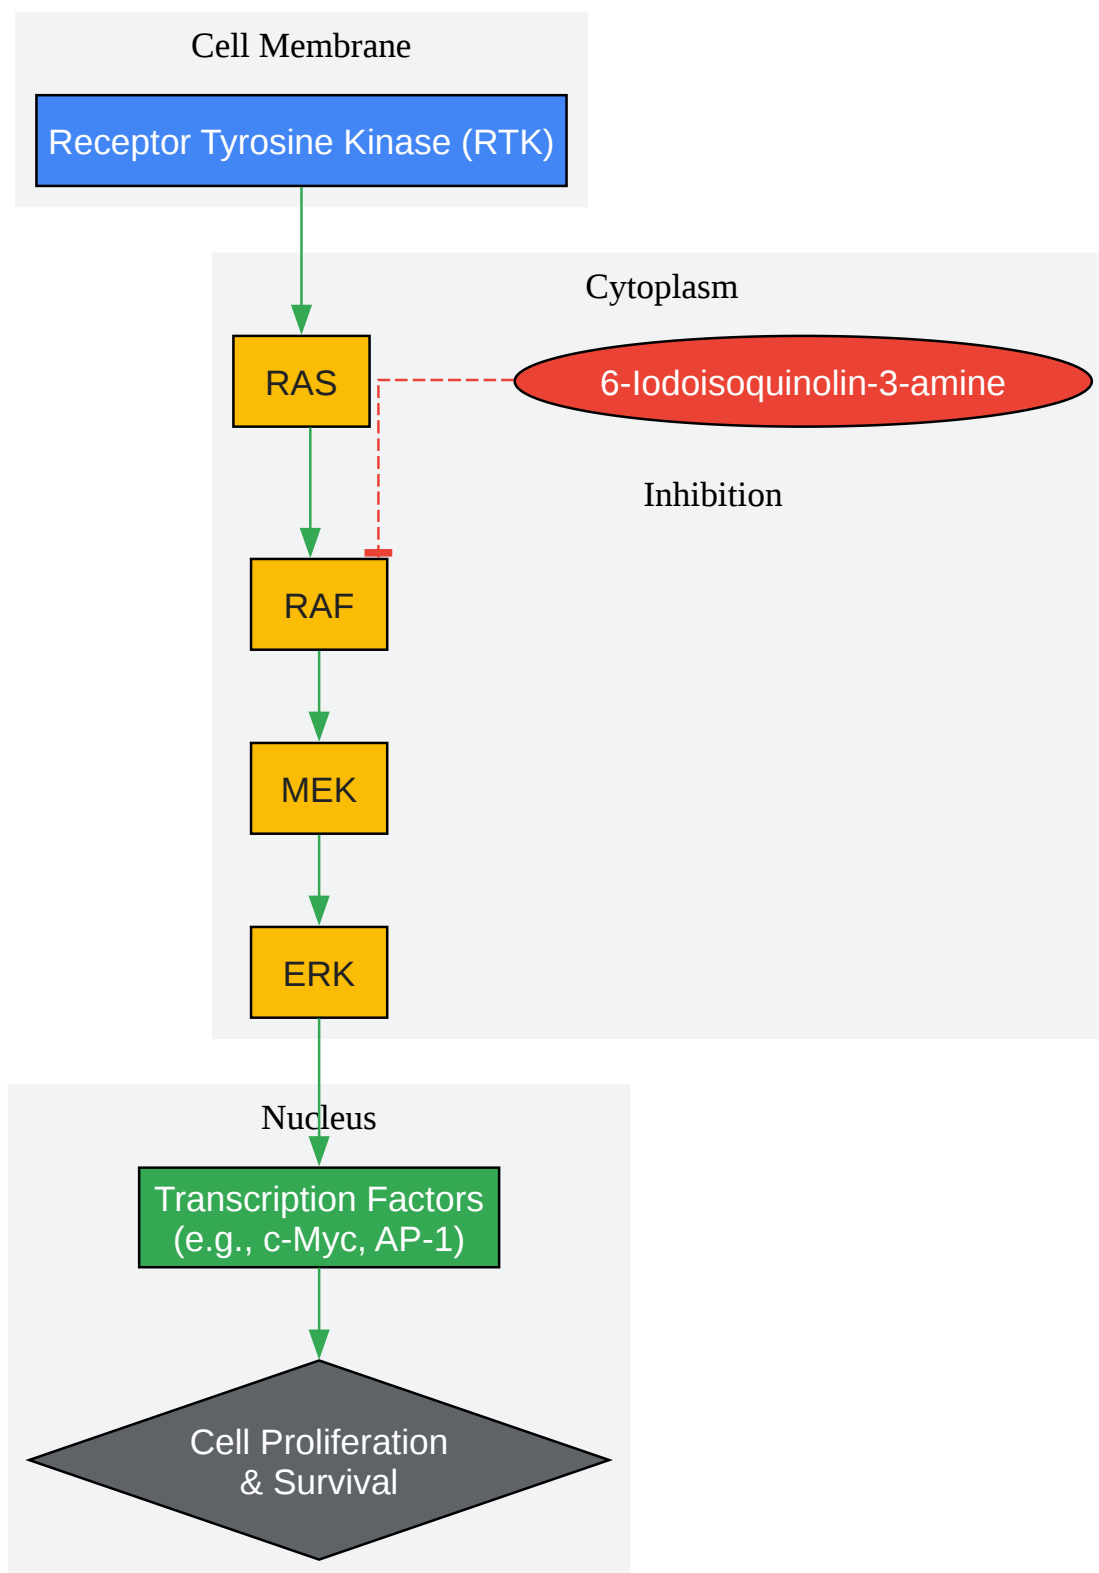 Cell Membrane
Receptor Tyrosine Kinase (RTK)
Cytoplasm
RAS
6-Iodoisoquinolin-3-amine
Inhibition
RAF
MEK
ERK
Nucleus
Transcription Factors
(e.g., c-Myc, AP-1)
Cell Proliferation
& Survival